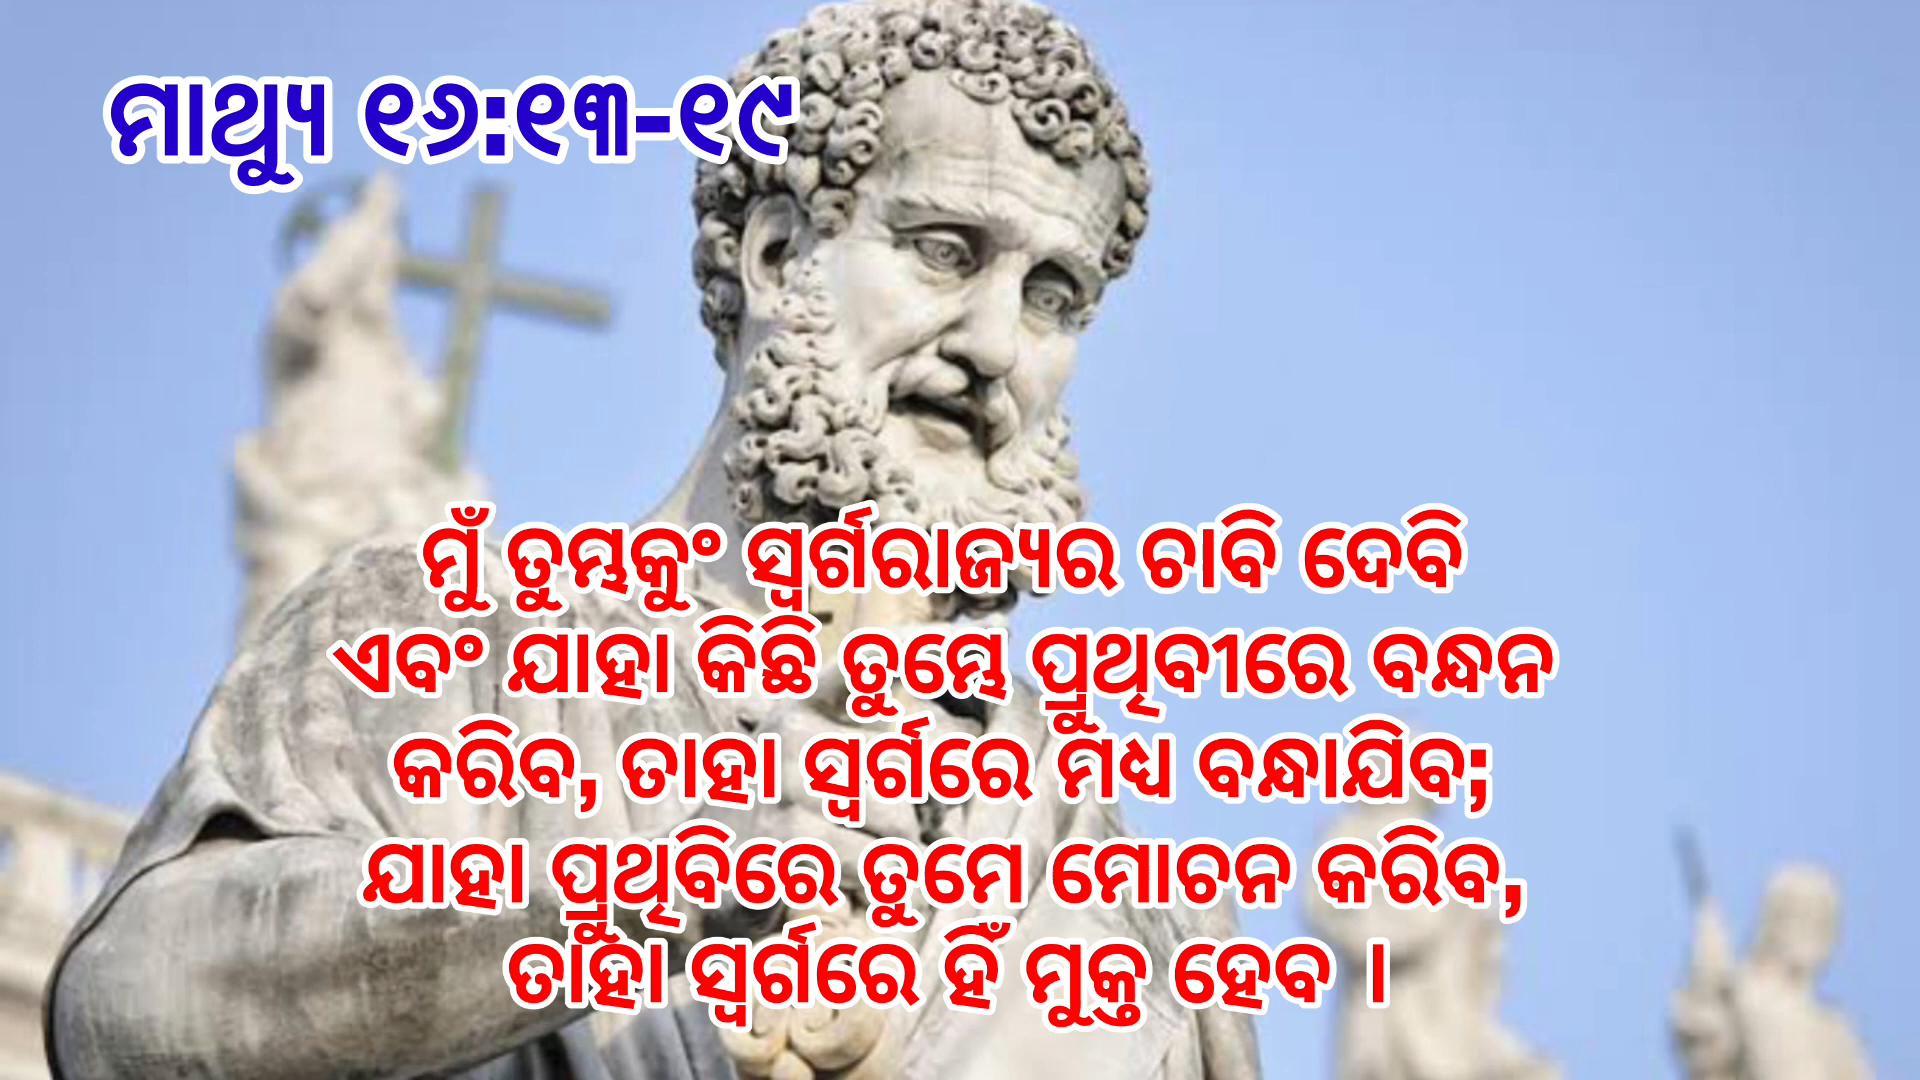 ମାଥ୍ୟୁ ୧୬:୧୩-୧୯
ମୁଁ ତୁମ୍ଭକୁଂ ସ୍ୱର୍ଗରାଜ୍ୟର ଚାବି ଦେବି
ଏବଂ ଯାହା କିଛି ତୁମ୍ଭେ ପ୍ରୁଥିବୀରେ ବନ୍ଧନ
କରିବ, ତାହା ସ୍ୱର୍ଗରେ ମଧ୍ୟ ବନ୍ଧାଯିବ;
ଯାହା ପ୍ରୁଥିବିରେ ତୁମେ ମୋଚନ କରିବ,
ତାହା ସ୍ୱର୍ଗରେ ହିଁ ମୁକ୍ତ ହେବ ।